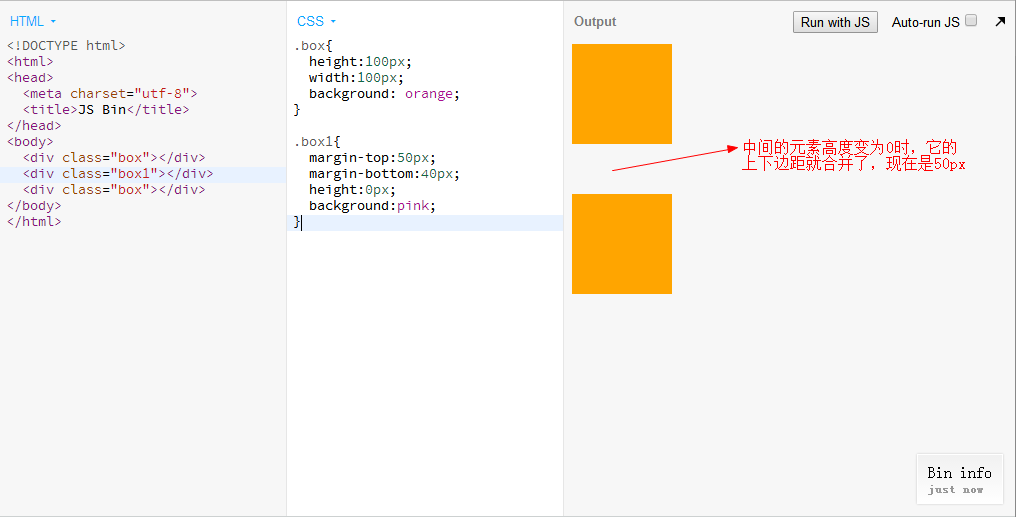 HTML
<!DOCTYPE html>
<html>
<head>
  <meta charset="utf-8">
  <title>JS Bin</title>
</head>
<body>
  <div class="box"></div>
  <div class="box1"></div>
  <div class="box"></div>
</body>
</html>
CSS
.box{
  height:100px;
  width:100px;
  background: orange;
}
.box1{
  margin-top:50px;
  margin-bottom:40px;
  height:0px;
  background:pink;
}
Output
Run with JS
Auto-run JS
中间的元素高度变为0时，它的
上下边距就合并了，现在是50px
Bin info
just now